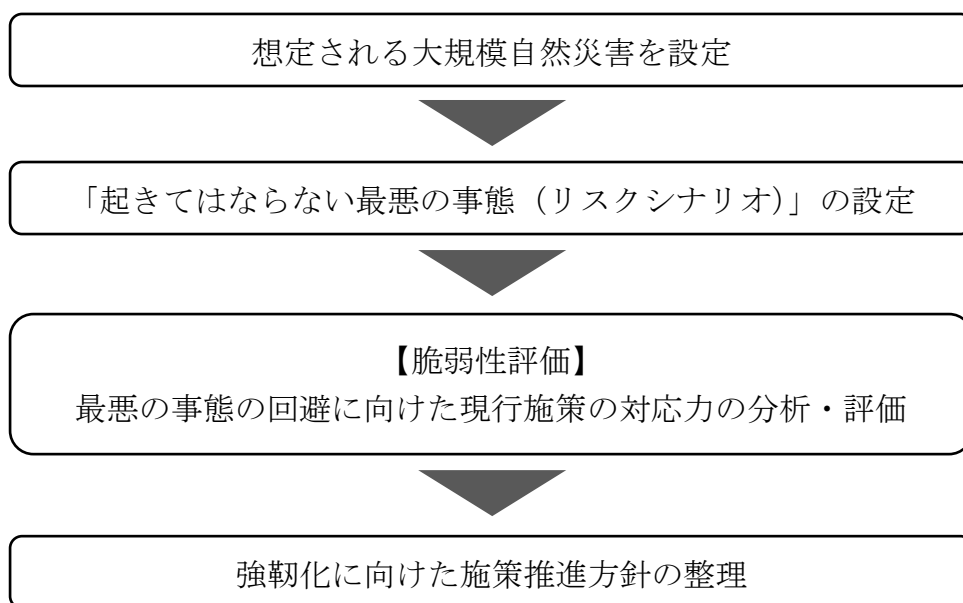 想定される大規模自然災害を設定
「起きてはならない最悪の事態（リスクシナリオ）」の設定
【脆弱性評価】
最悪の事態の回避に向けた現行施策の対応力の分析・評価
強靱化に向けた施策推進方針の整理